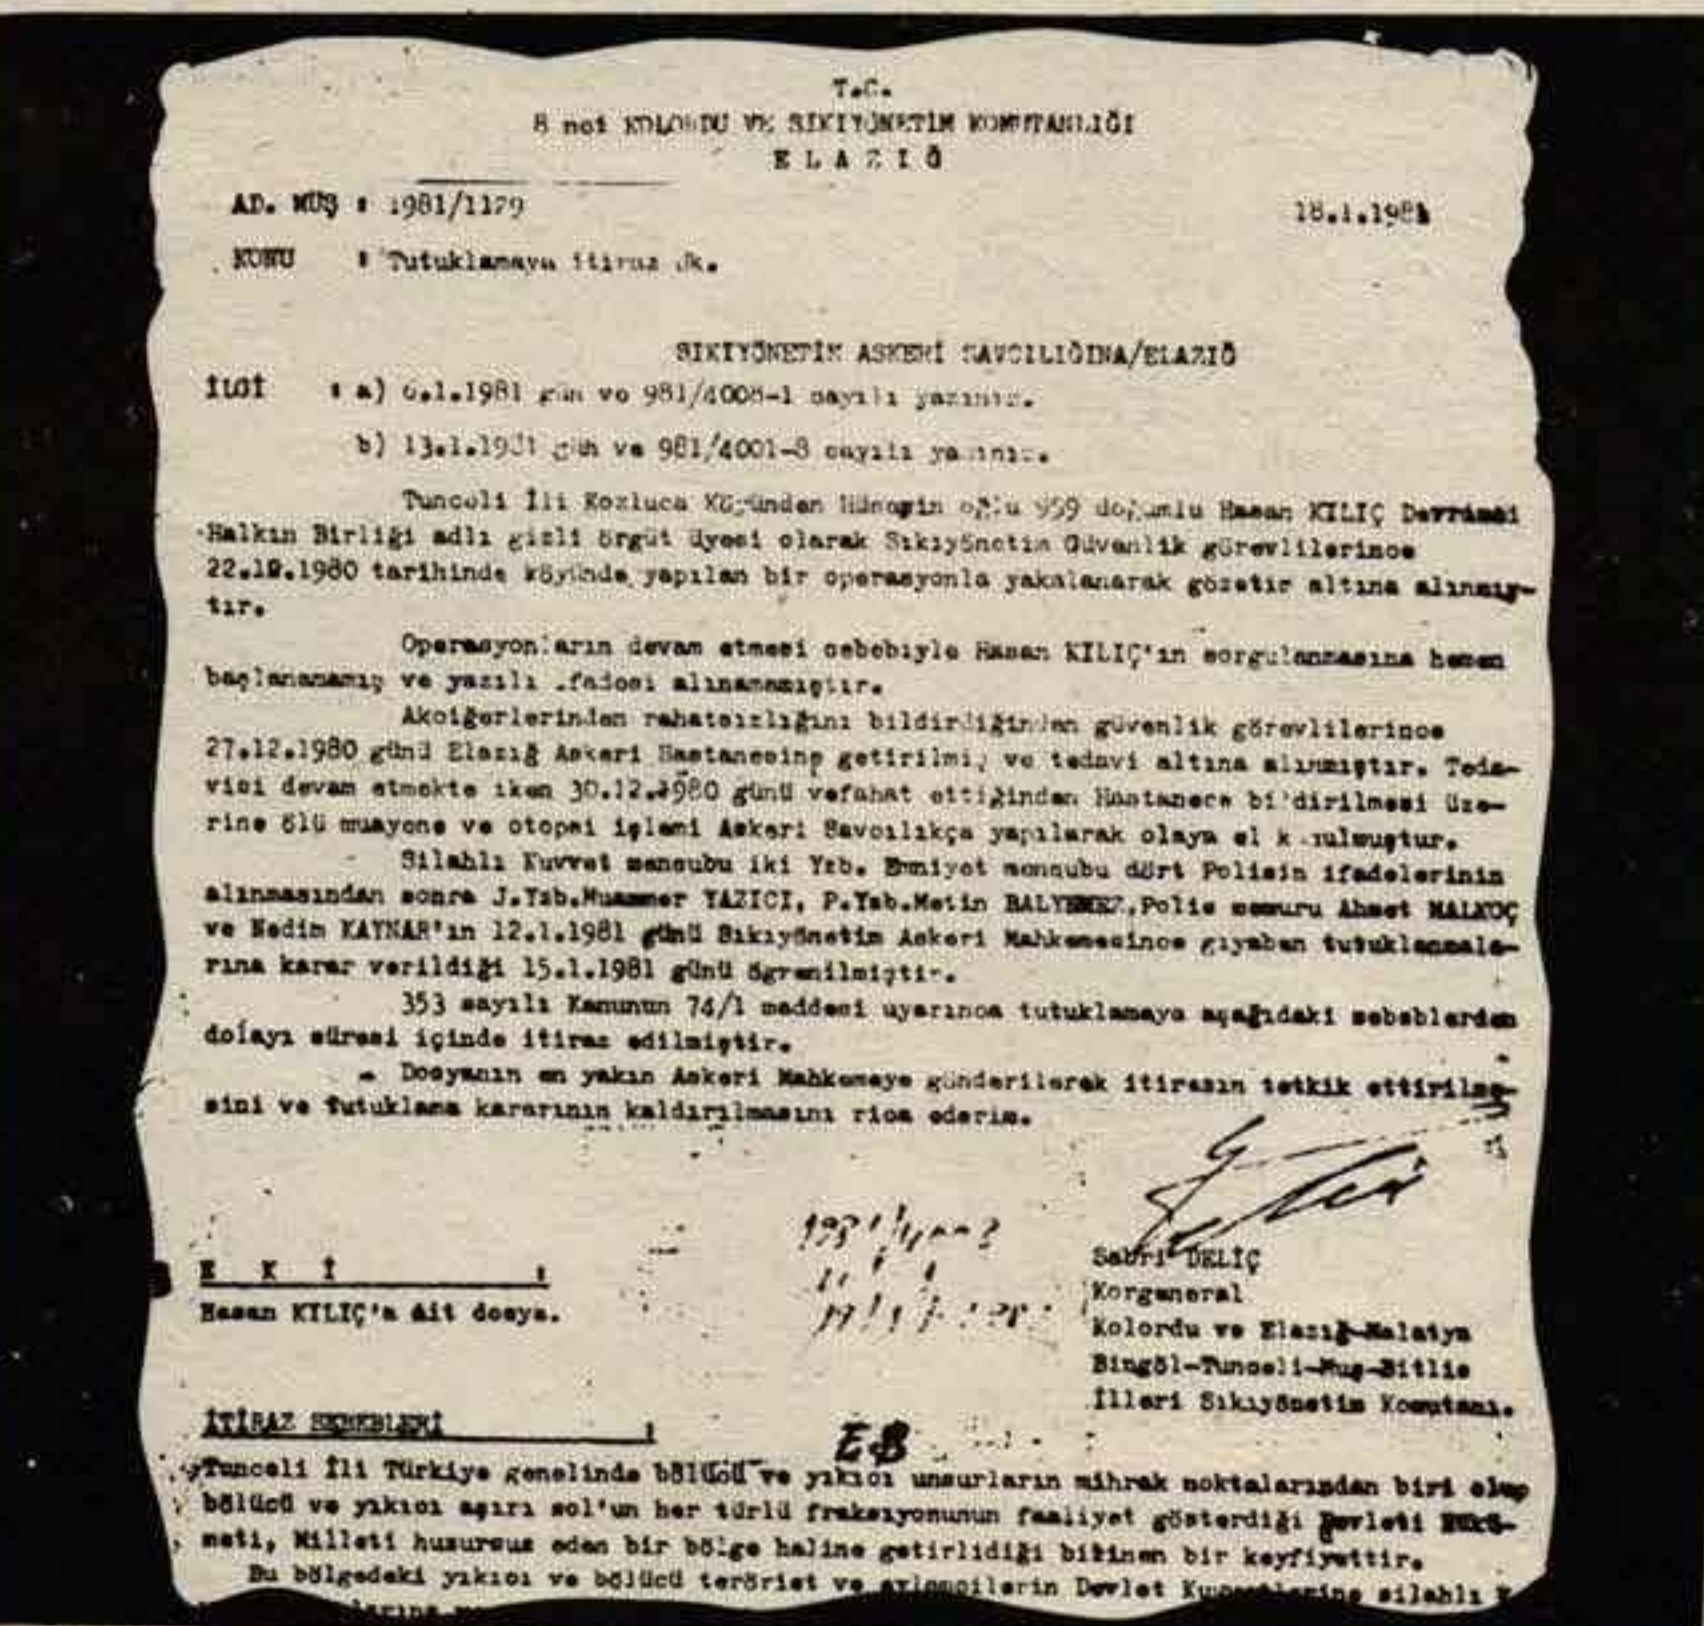 T.C.
8 nci KOLORDU VE SIKIYÖNETİM KOMUTANLIĞI
ELAZIĞ
AD. MÜŞ : 1981/1129
18.1.1981
KONU : Tutuklamaya itiraz Hk.
SIKIYÖNETİM ASKERİ SAVCILIĞINA/ELAZIĞ
İLGİ : a) 6.1.1981 gün ve 981/4008-1 sayılı yazınız.
b) 13.1.1981 gün ve 981/4001-8 sayılı yazınız.
Tunceli İli Kozluca Köyünden Hüseyin oğlu 959 doğumlu Hasan KILIÇ Devrimci
Halkın Birliği adlı gizli örgüt üyesi olarak Sıkıyönetim Güvenlik görevlilerince
tarihinde köyünde yapılan bir operasyonla yakalanarak gözetim altına alınmış-
tır.
Operasyonların devam etmesi sebebiyle Hasan KILIÇ'ın sorgulanmasına hemen
başlanamamış ve yazılı ifadesi alınamamıştır.
Akciğerlerinden rahatsızlığını bildirdiğinden güvenlik görevlilerince
27.12.1980 günü Elazığ Askeri Hastanesine getirilmiş ve tedavi altına alınmıştır. Teda-
visi devam etmekte iken 30.12.1980 günü vefahat ettiğinden Hastanece bildirilmesi üze-
rine ölü muayene ve otopsi işlemi Askeri Savcılıkça yapılarak olaya el konulmuştur.
Silahlı Kuvvet mensubu iki Yzb. Emniyet mensubu dört Polisin ifadelerinin
alınmasından sonra J.Yzb.Muammer YAZICI, P.Yzb.Metin BALYEMEZ,Polis memuru Ahmet MALKOÇ
ve Nedim KAYNAR'ın 12.1.1981 günü Sıkıyönetim Askeri Mahkemesince gıyaben tutuklanmala-
rına karar verildiği 15.1.1981 günü ögrenilmiştir.
353 sayılı Kanunun 74/1 maddesi uyarınca tutuklamaya aşağıdaki sebeblerden
dolayı süresi içinde itiraz edilmiştir.
- Dosyanın en yakın Askeri Mahkemeye gönderilerek itirazın tetkik ettirilme-
sini ve Tutuklama kararının kaldırılmasını rica ederim.
Sabri DELİÇ
Korgeneral
Kolordu ve Elazığ-Malatya
Bingöl-Tunceli-Muş-Bitlis
İlleri Sıkıyönetim Komutanı.
E K İ :
Hasan KILIÇ'a Ait dosya.
İTİRAZ SEBEBLERİ :
E.B
Tunceli İli Türkiye genelinde bölücü ve yıkıcı unsurların mihrak noktalarından biri olup
bölücü ve yıkıcı aşırı sol'un her türlü fraksiyonunun faaliyet gösterdiği Devleti Hükü-
meti, Milleti huzursuz eden bir bölge haline getirlidiği bilinen bir keyfiyettir.
Bu bölgedeki yıkıcı ve bölücü terörist ve eylemcilerin Devlet Kuvvetlerine silahlı